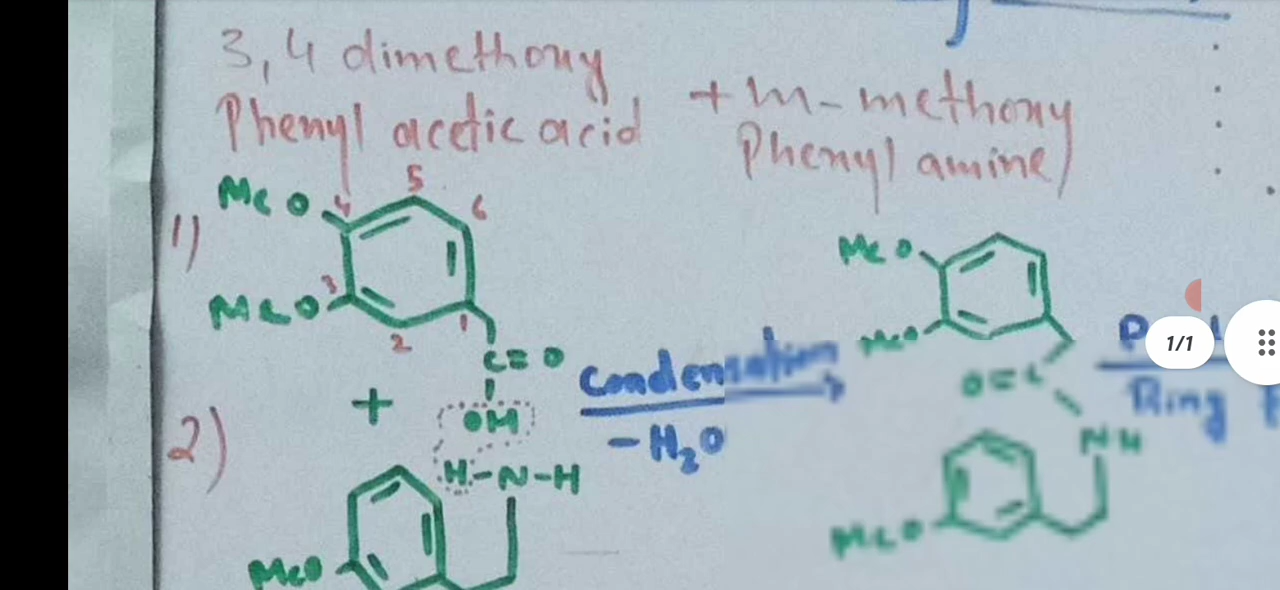 3,4 dimethoxy
Phenyl acetic acid
+ m-methoxy
Phenyl amine
1)
MeO
4
5
6
3
MeO
2
1
C=O
OH
+
2)
H-N-H
MeO
Condensation
-H₂O
MeO
MeO
O=C
NH
MeO
Ring
1/1